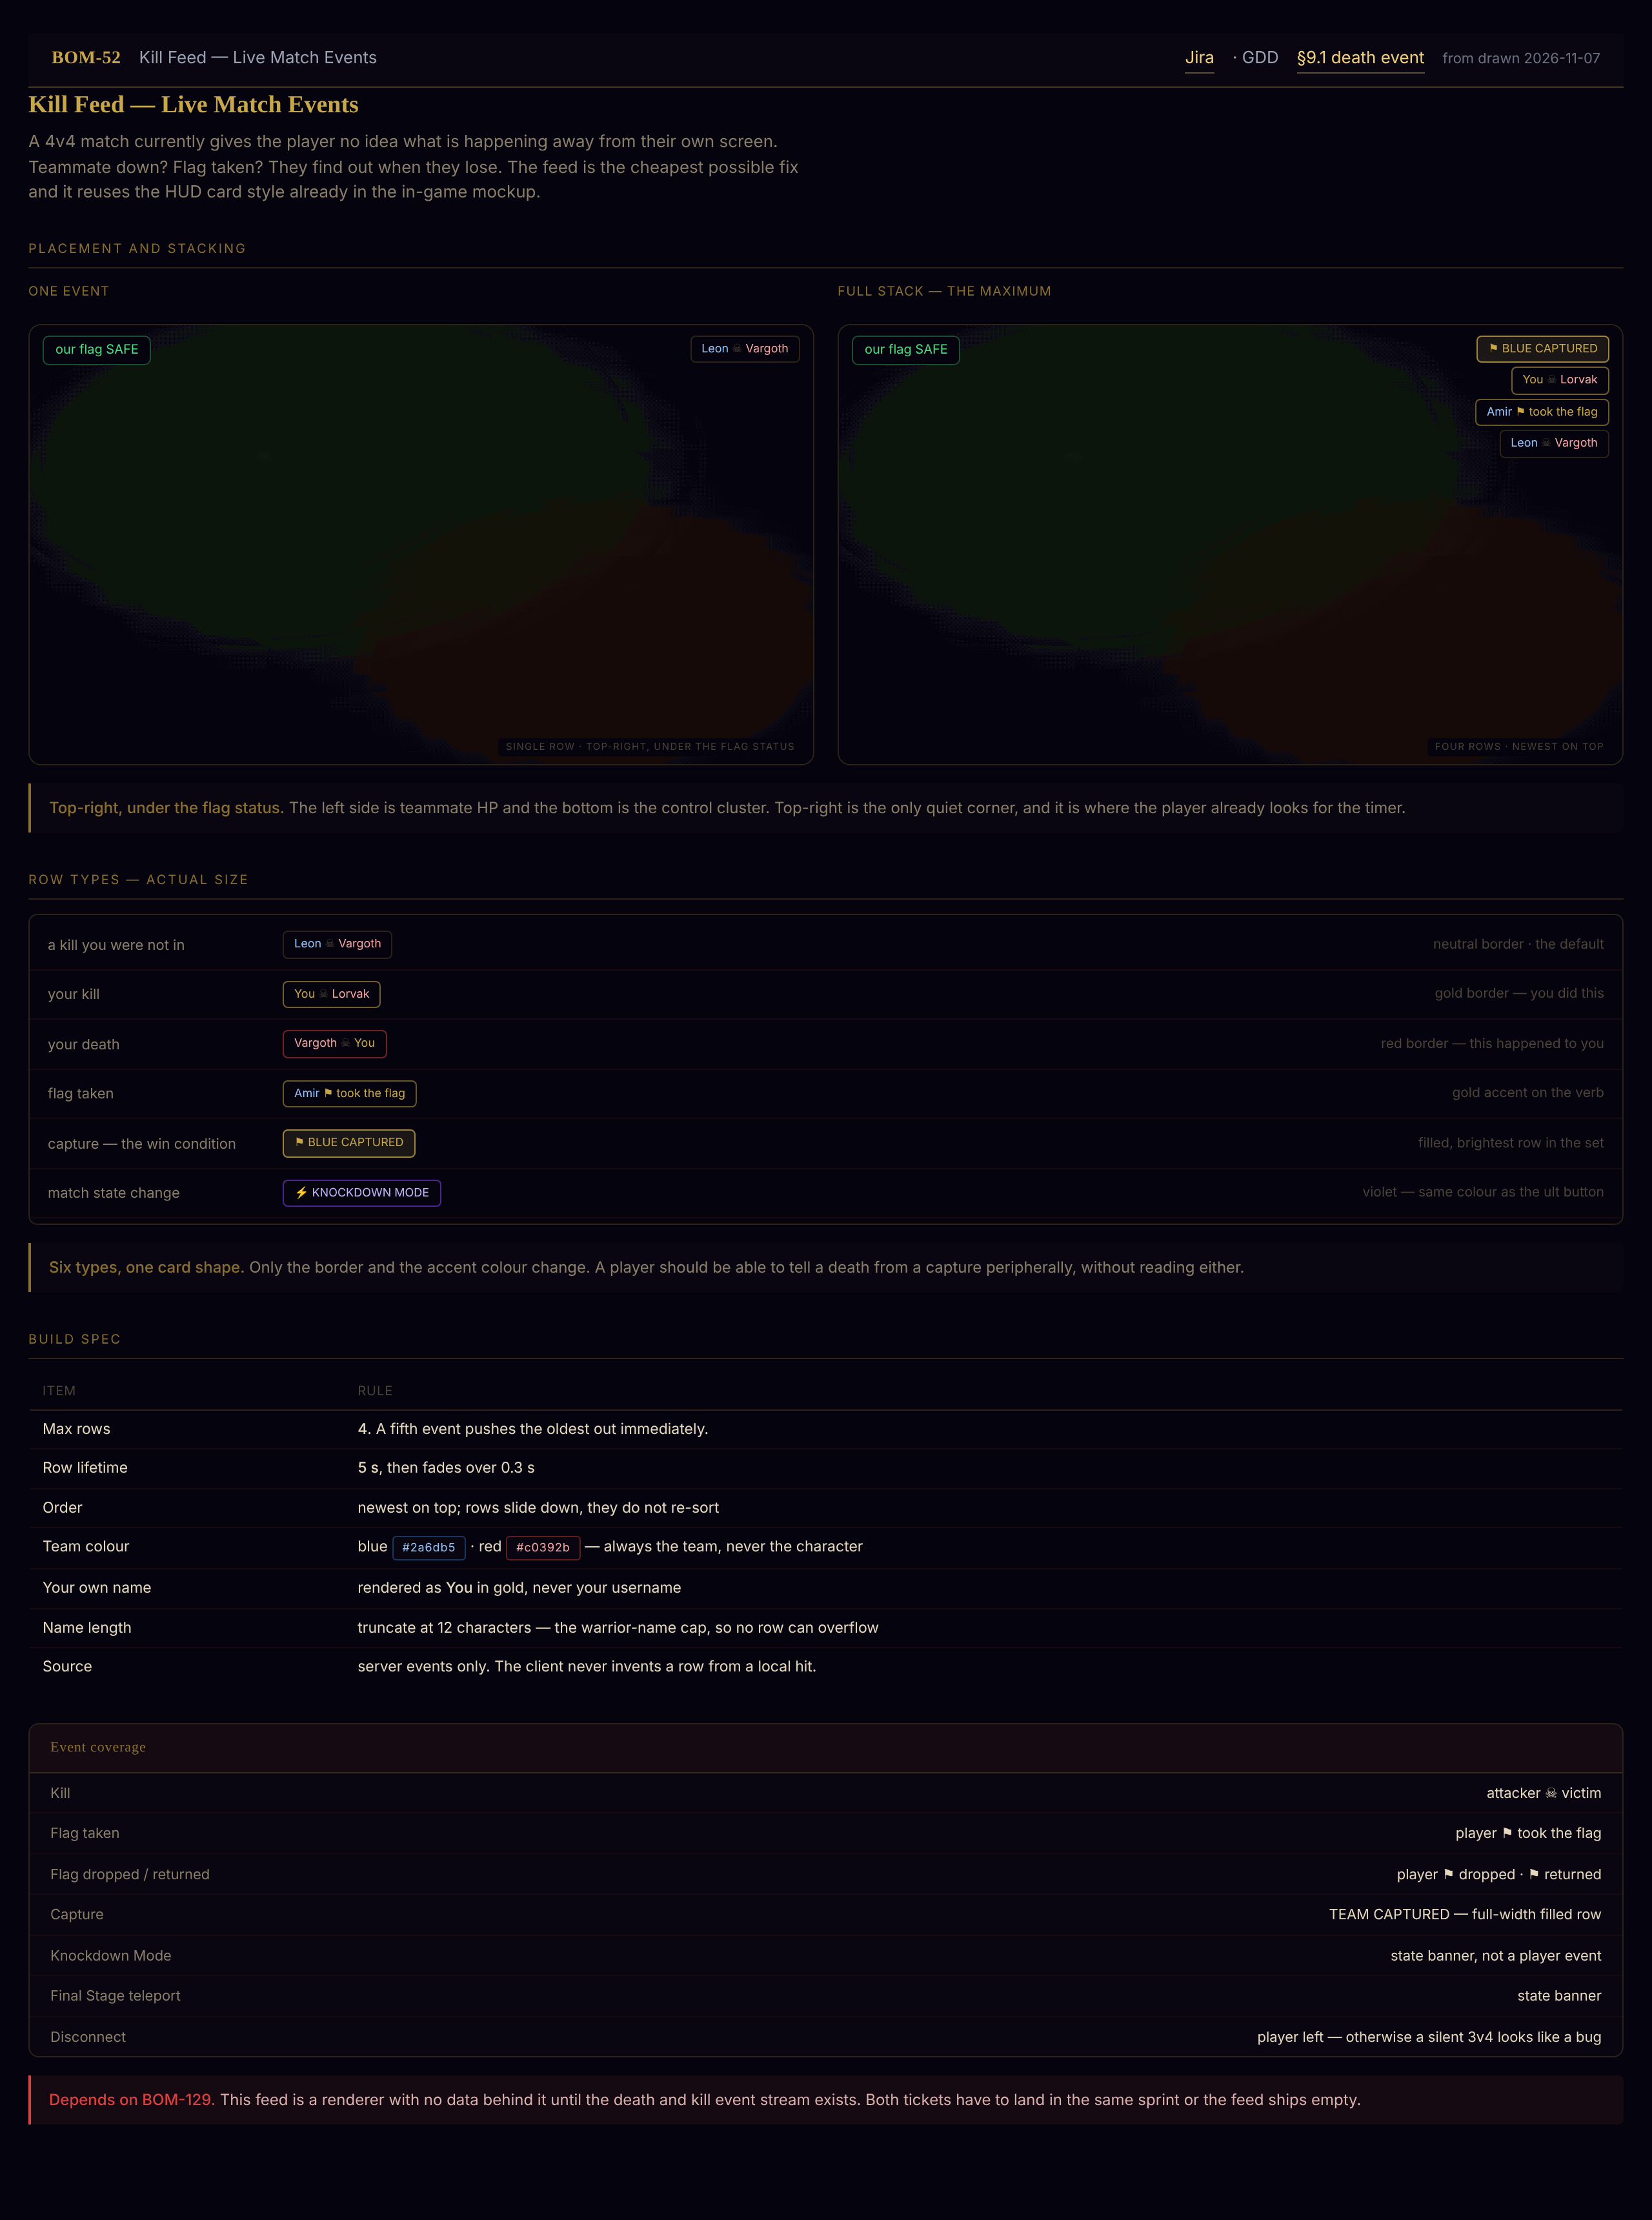 BOM-52 Kill Feed — Live Match Events Jira · GDD §9.1 death event from drawn 2026-11-07
Kill Feed — Live Match Events
A 4v4 match currently gives the player no idea what is happening away from their own screen.
Teammate down? Flag taken? They find out when they lose. The feed is the cheapest possible fix
and it reuses the HUD card style already in the in-game mockup.
PLACEMENT AND STACKING
ONE EVENT
our flag SAFE
Leon ☠ Vargoth
SINGLE ROW · TOP-RIGHT, UNDER THE FLAG STATUS
FULL STACK — THE MAXIMUM
our flag SAFE
⚑ BLUE CAPTURED
You ☠ Lorvak
Amir ⚑ took the flag
Leon ☠ Vargoth
FOUR ROWS · NEWEST ON TOP
Top-right, under the flag status. The left side is teammate HP and the bottom is the control cluster. Top-right is the only quiet corner, and it is where the player already looks for the timer.
ROW TYPES — ACTUAL SIZE
a kill you were not in Leon ☠ Vargoth neutral border · the default
your kill You ☠ Lorvak gold border — you did this
your death Vargoth ☠ You red border — this happened to you
flag taken Amir ⚑ took the flag gold accent on the verb
capture — the win condition ⚑ BLUE CAPTURED filled, brightest row in the set
match state change ⚡ KNOCKDOWN MODE violet — same colour as the ult button
Six types, one card shape. Only the border and the accent colour change. A player should be able to tell a death from a capture peripherally, without reading either.
BUILD SPEC
ITEM RULE
Max rows 4. A fifth event pushes the oldest out immediately.
Row lifetime 5 s, then fades over 0.3 s
Order newest on top; rows slide down, they do not re-sort
Team colour blue #2a6db5 · red #c0392b — always the team, never the character
Your own name rendered as You in gold, never your username
Name length truncate at 12 characters — the warrior-name cap, so no row can overflow
Source server events only. The client never invents a row from a local hit.
Event coverage
Kill attacker ☠ victim
Flag taken player ⚑ took the flag
Flag dropped / returned player ⚑ dropped · ⚑ returned
Capture TEAM CAPTURED — full-width filled row
Knockdown Mode state banner, not a player event
Final Stage teleport state banner
Disconnect player left — otherwise a silent 3v4 looks like a bug
Depends on BOM-129. This feed is a renderer with no data behind it until the death and kill event stream exists. Both tickets have to land in the same sprint or the feed ships empty.